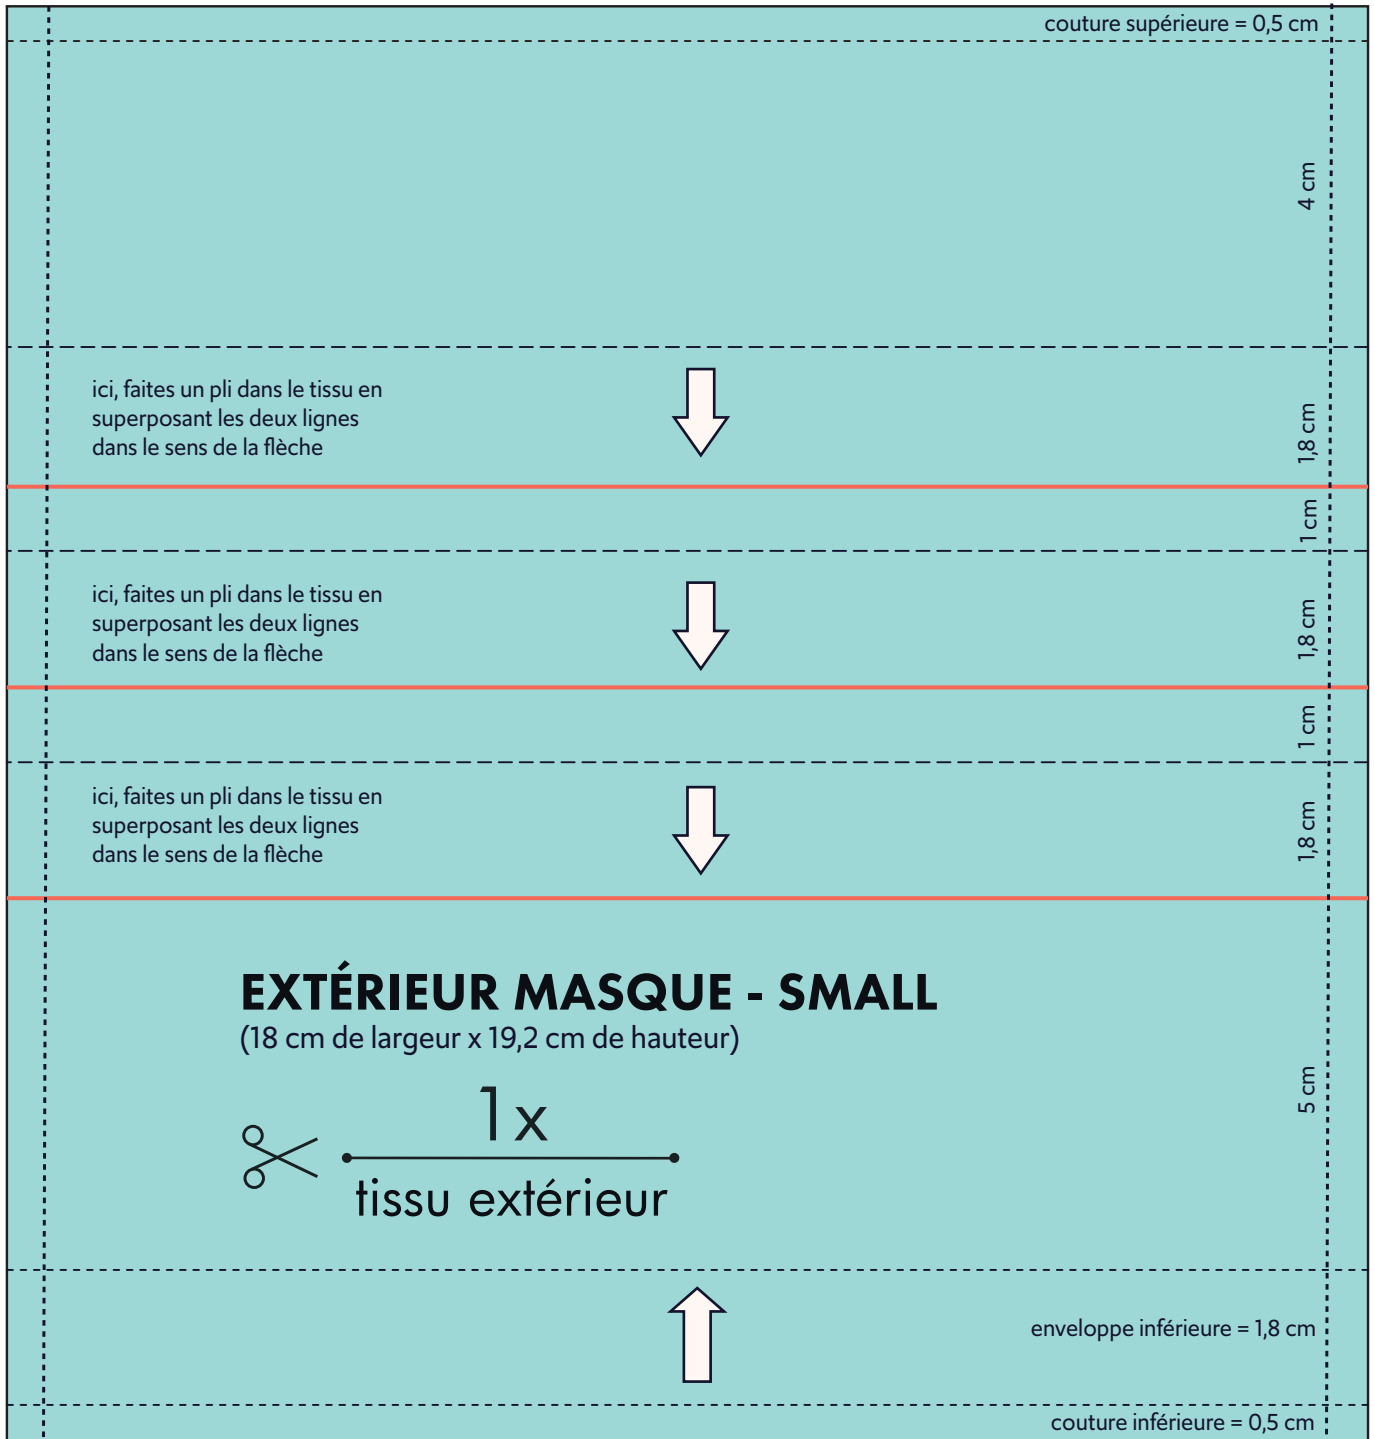 couture supérieure = 0,5 cm
4 cm
ici, faites un pli dans le tissu en
superposant les deux lignes
dans le sens de la flèche
1,8 cm
1 cm
ici, faites un pli dans le tissu en
superposant les deux lignes
dans le sens de la flèche
1,8 cm
1 cm
ici, faites un pli dans le tissu en
superposant les deux lignes
dans le sens de la flèche
1,8 cm
EXTÉRIEUR MASQUE - SMALL
(18 cm de largeur x 19,2 cm de hauteur)
1x
tissu extérieur
5 cm
enveloppe inférieure = 1,8 cm
couture inférieure = 0,5 cm